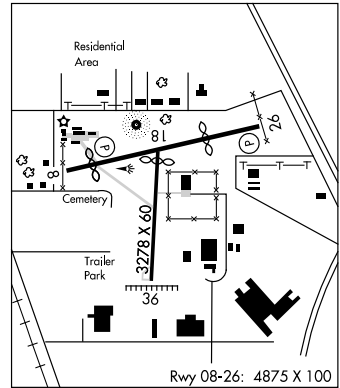 Residential
Area
P
18
26
P
8
Cemetery
3278 X 60
Trailer
Park
36
Rwy 08-26: 4875 X 100